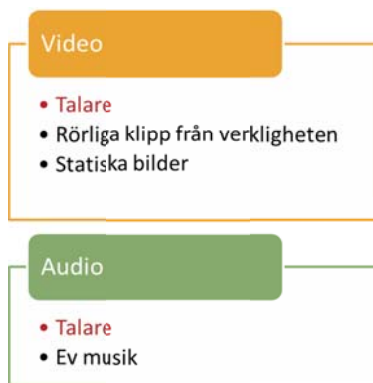 Video
• Talare
• Rörliga klipp från verkligheten
• Statiska bilder
Audio
• Talare
• Ev musik